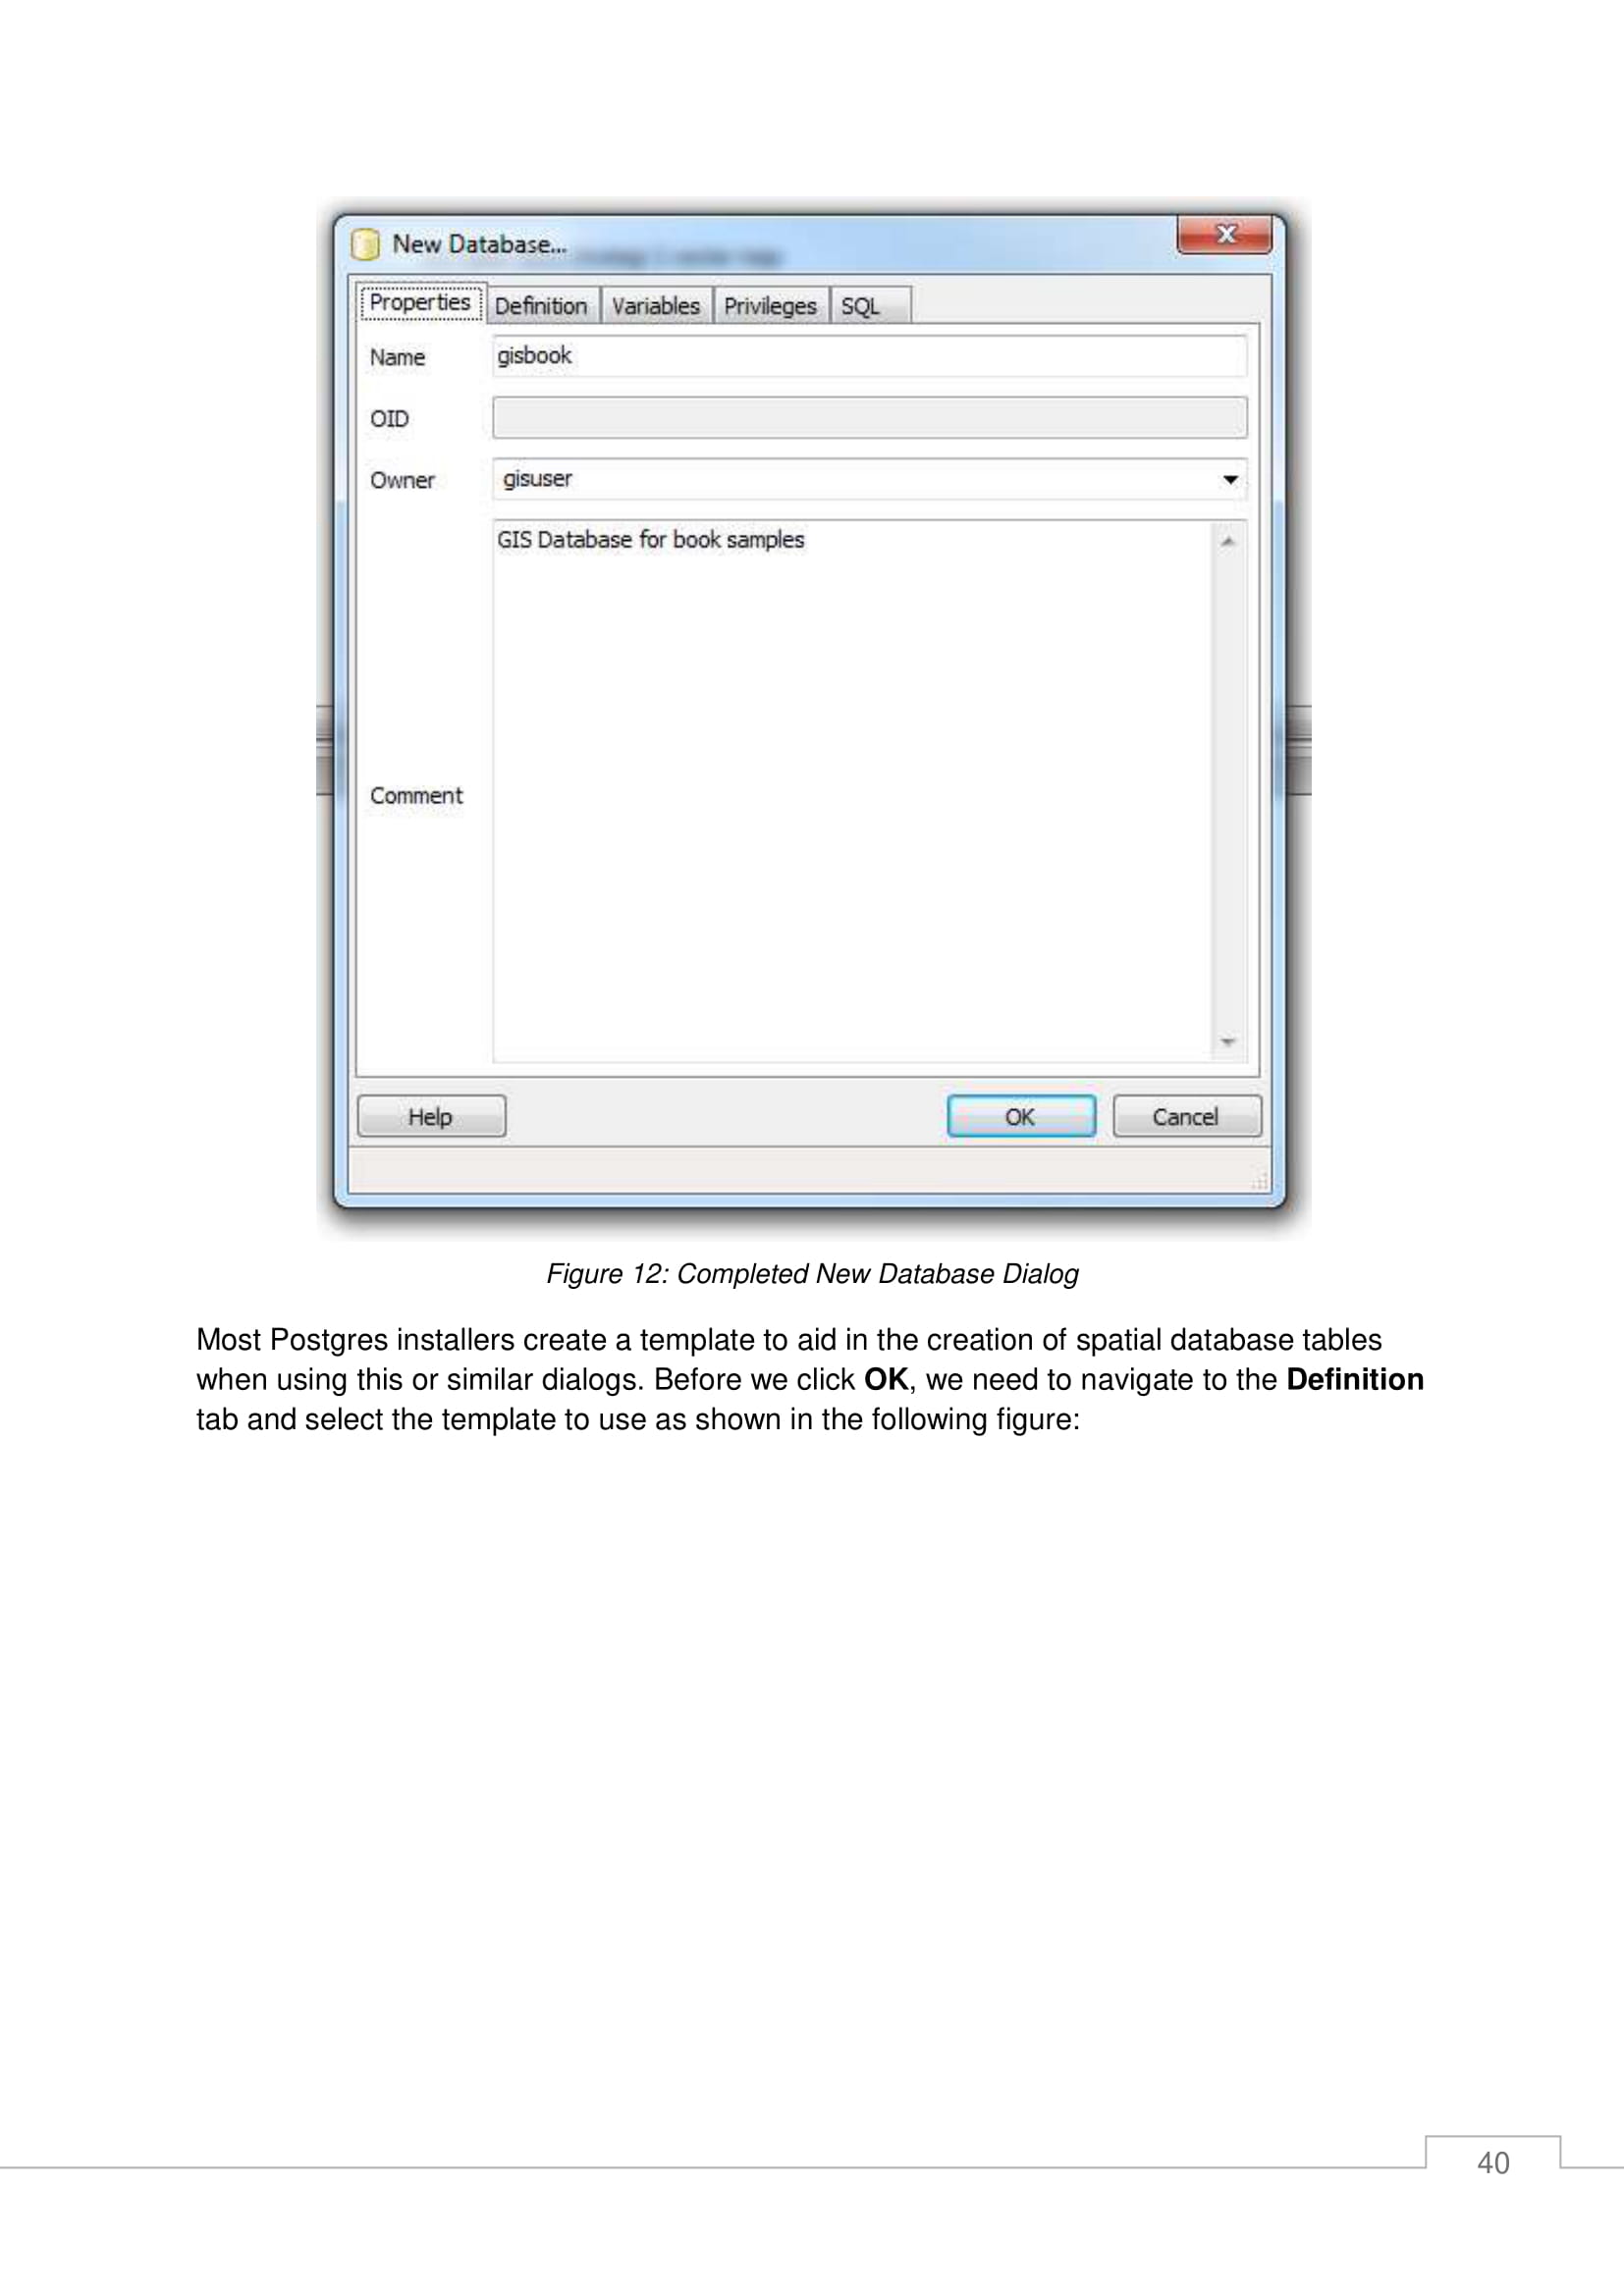 New Database...
Properties Definition Variables Privileges SQL
Name gisbook
OID
Owner gisuser
GIS Database for book samples
Comment
Help OK Cancel
Figure 12: Completed New Database Dialog
Most Postgres installers create a template to aid in the creation of spatial database tables
when using this or similar dialogs. Before we click OK, we need to navigate to the Definition
tab and select the template to use as shown in the following figure:
40